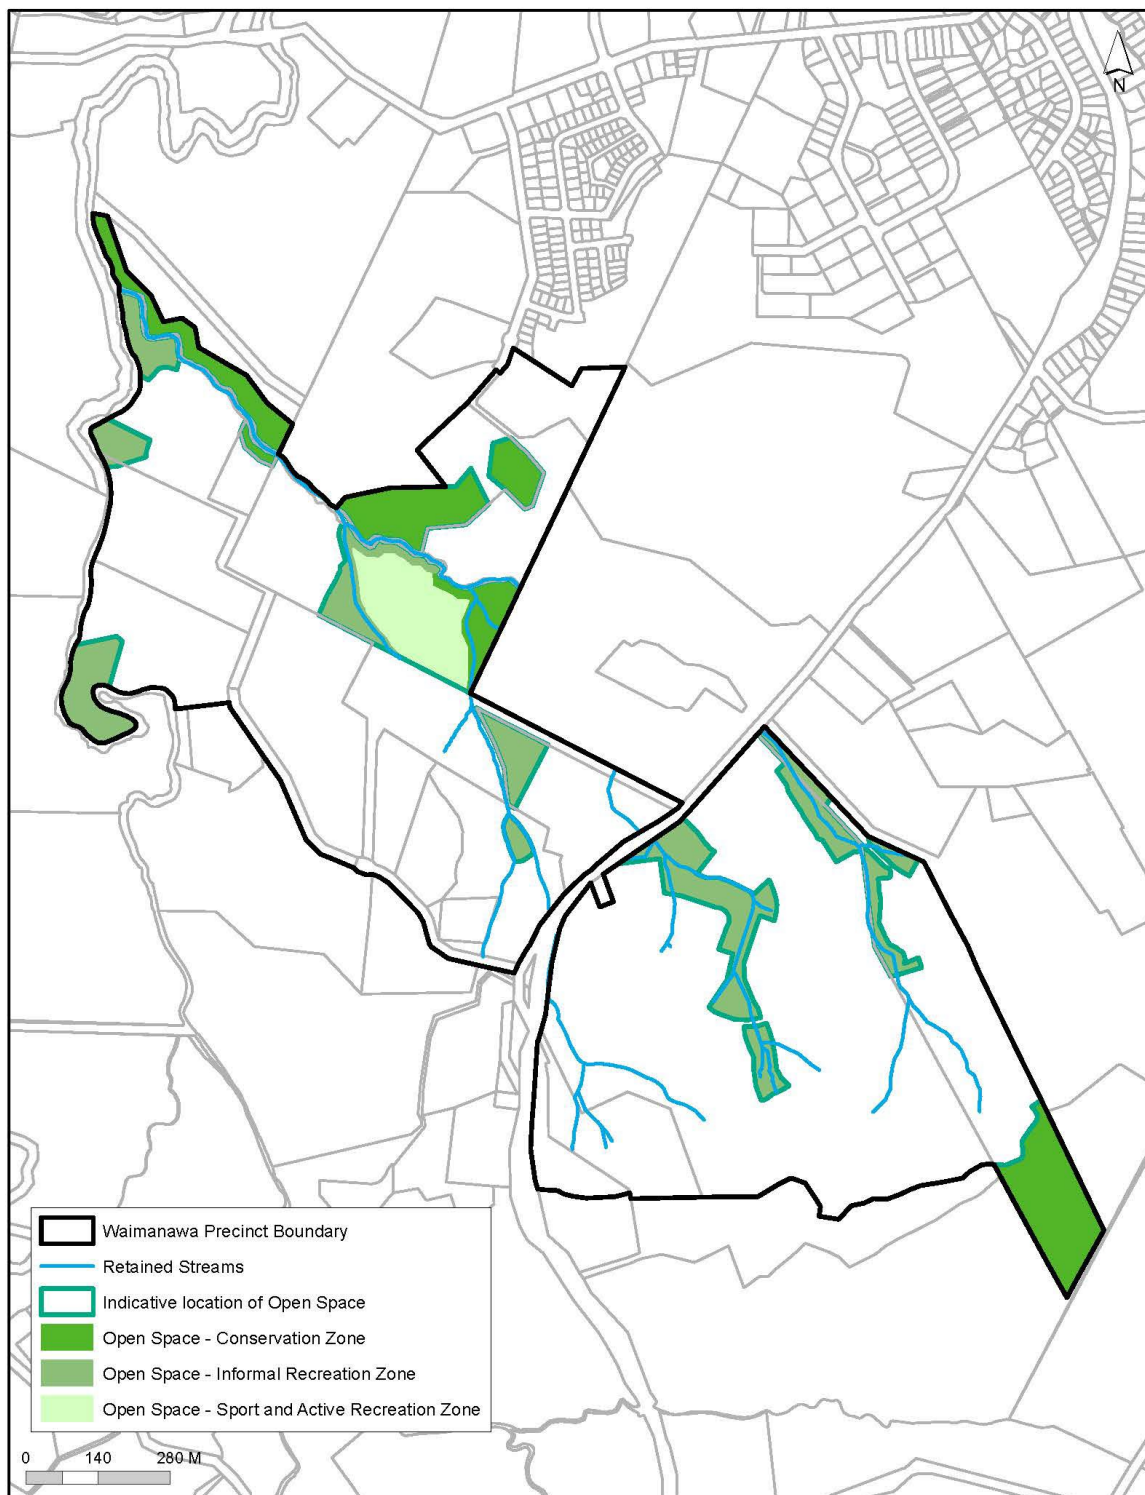 N
Waimanawa Precinct Boundary
Retained Streams
Indicative location of Open Space
Open Space - Conservation Zone
Open Space - Informal Recreation Zone
Open Space - Sport and Active Recreation Zone
0 140 280 M